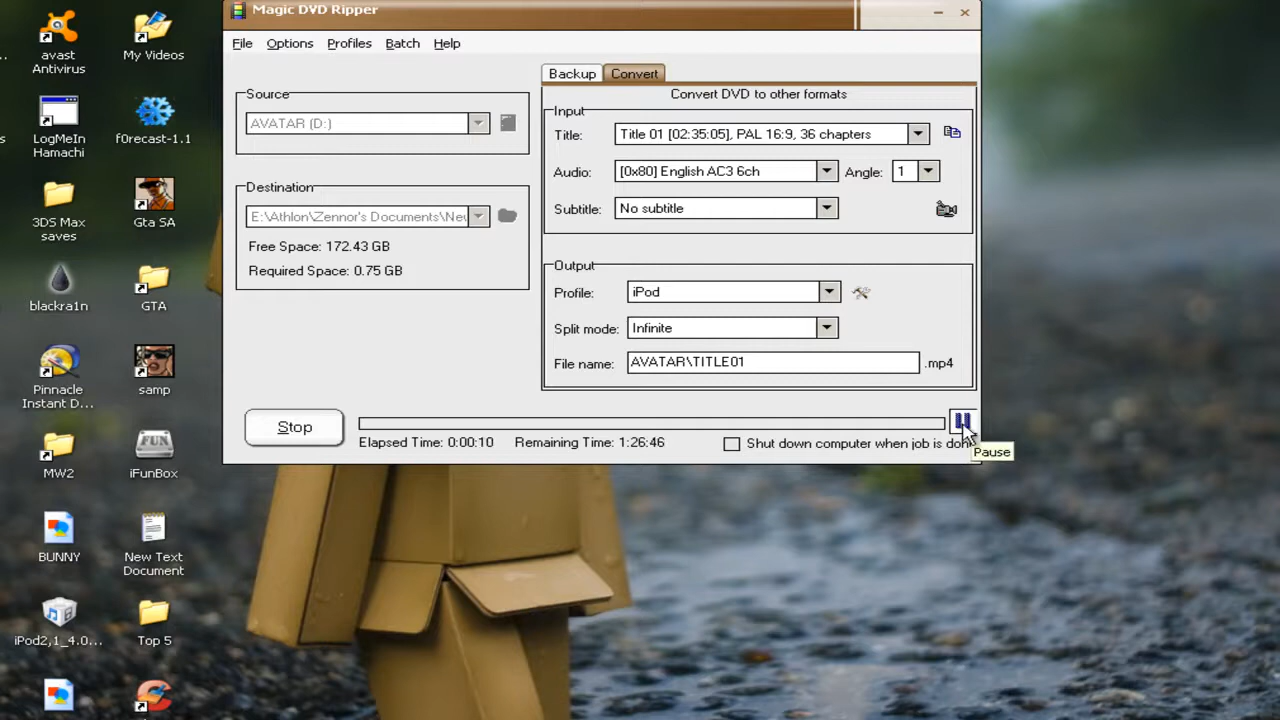 avast
Antivirus
My Videos
LogMeIn
Hamachi
f0recast-1.1
3DS Max
saves
Gta SA
blackra1n
GTA
Pinnacle
Instant D...
samp
MW2
iFunBox
BUNNY
New Text
Document
iPod2,1_4.0...
Top 5
Magic DVD Ripper
File Options Profiles Batch Help
Source
AVATAR (D:)
Destination
E:\Athlon\Zennor's Documents\Ne
Free Space: 172.43 GB
Required Space: 0.75 GB
Backup Convert
Convert DVD to other formats
Input
Title: Title 01 [02:35:05], PAL 16:9, 36 chapters
Audio: [0x80] English AC3 6ch Angle: 1
Subtitle: No subtitle
Output
Profile: iPod
Split mode: Infinite
File name: AVATAR\TITLE01 .mp4
Stop
Elapsed Time: 0:00:10 Remaining Time: 1:26:46 Shut down computer when job is done
Pause